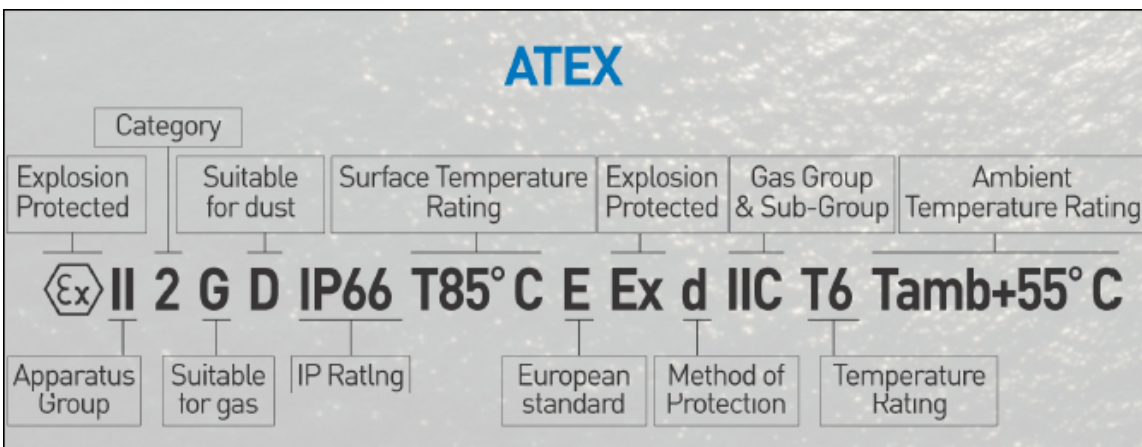 ATEX
Category
Explosion
Protected
Suitable
for dust
Surface Temperature
Rating
Explosion
Protected
Gas Group
& Sub-Group
Ambient
Temperature Rating
Ex II 2 G D IP66 T85°C E Ex d IIC T6 Tamb+55°C
Apparatus
Group
Suitable
for gas
IP Rating
European
standard
Method of
Protection
Temperature
Rating